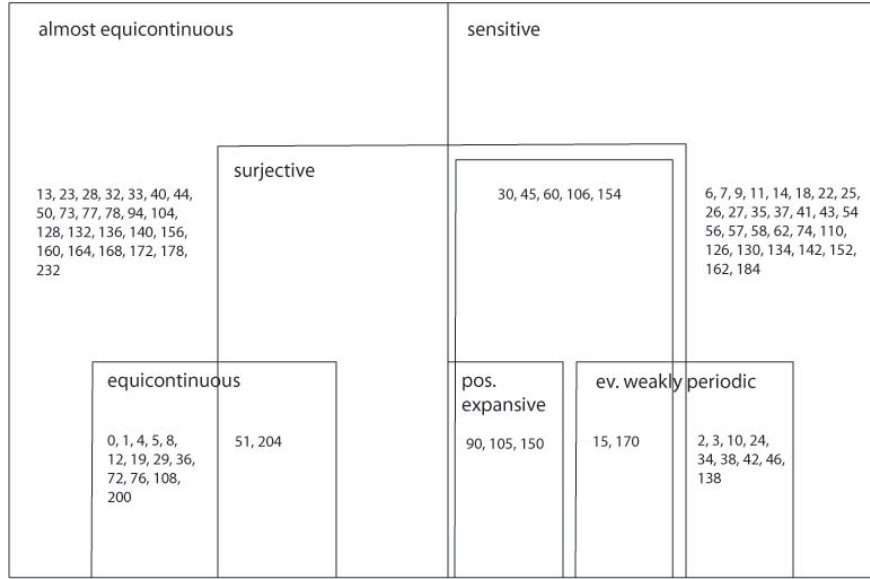 almost equicontinuous
sensitive
surjective
13, 23, 28, 32, 33, 40, 44,
50, 73, 77, 78, 94, 104,
128, 132, 136, 140, 156,
160, 164, 168, 172, 178,
232
30, 45, 60, 106, 154
6, 7, 9, 11, 14, 18, 22, 25,
26, 27, 35, 37, 41, 43, 54
56, 57, 58, 62, 74, 110,
126, 130, 134, 142, 152,
162, 184
equicontinuous
pos.
expansive
ev. weakly periodic
0, 1, 4, 5, 8,
12, 19, 29, 36,
72, 76, 108,
200
51, 204
90, 105, 150
15, 170
2, 3, 10, 24,
34, 38, 42, 46,
138